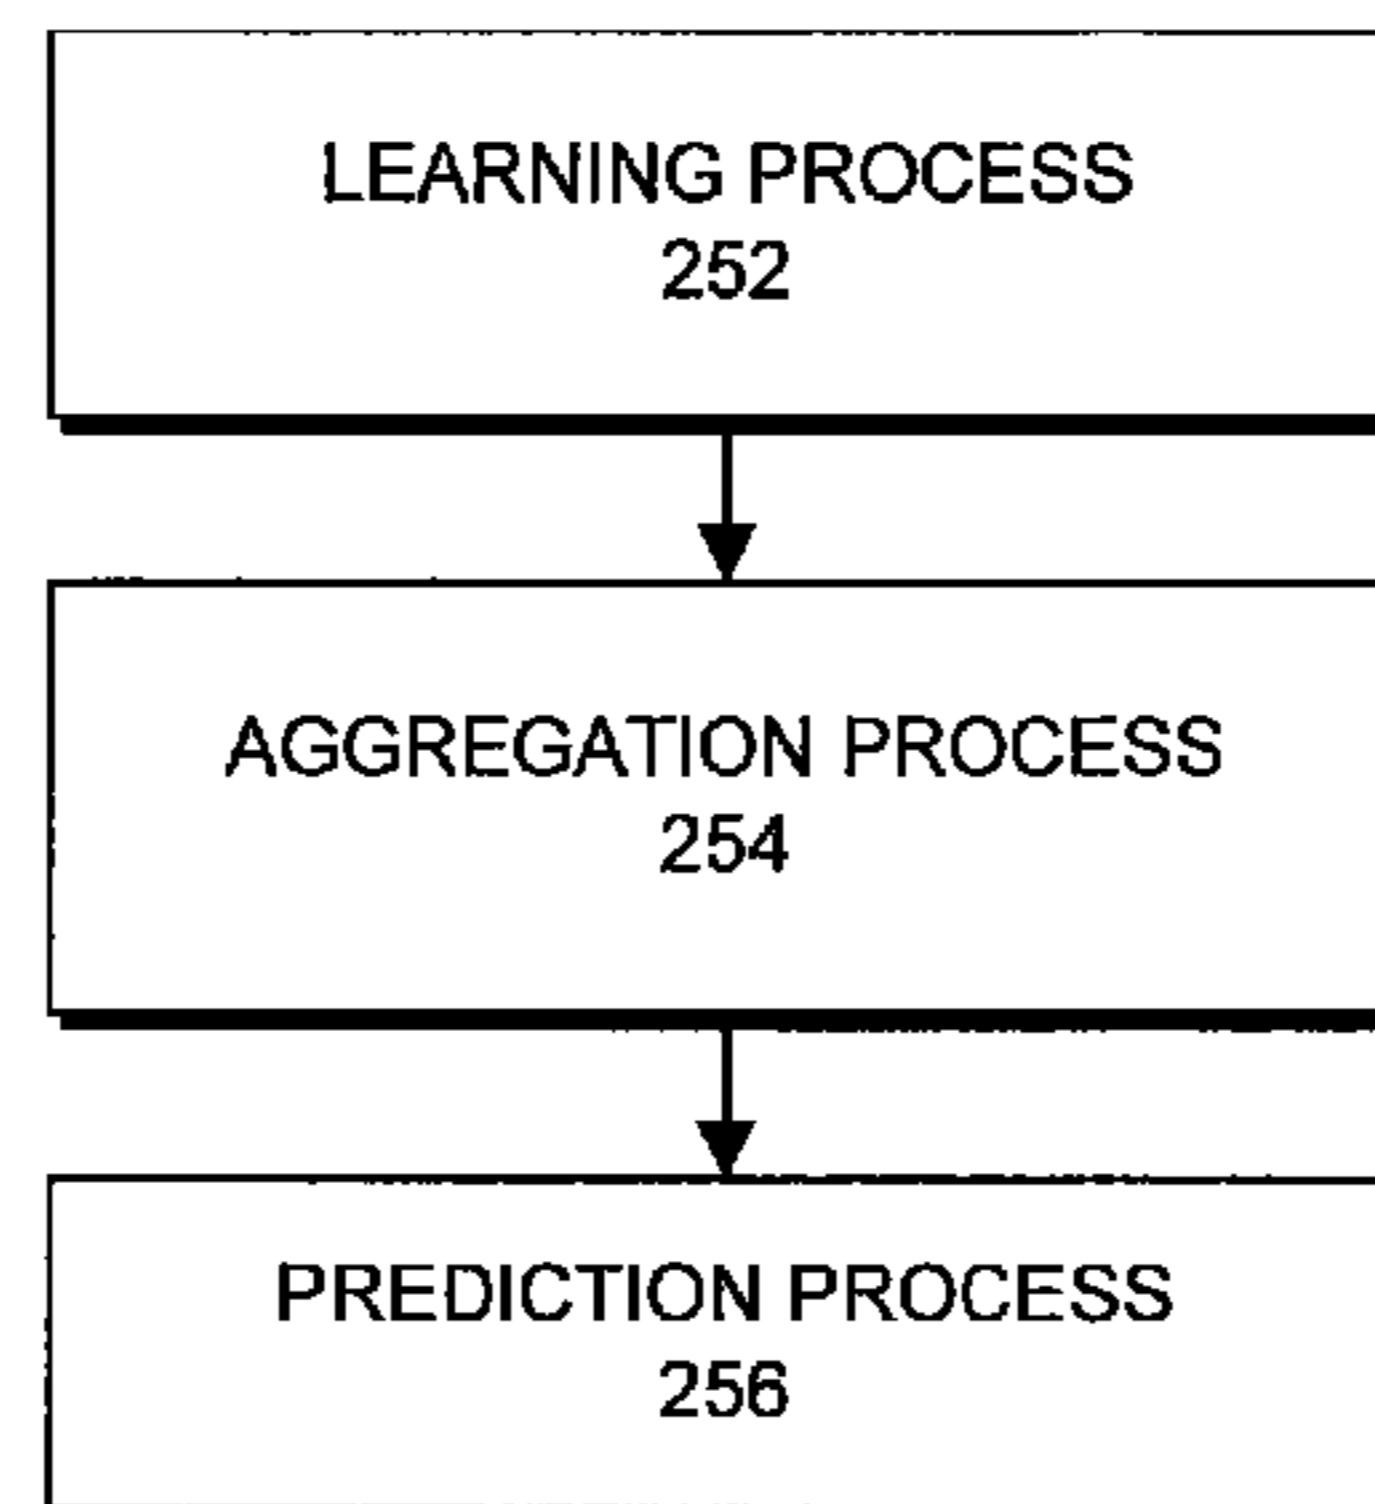 LEARNING PROCESS
252
AGGREGATION PROCESS
254
PREDICTION PROCESS
256